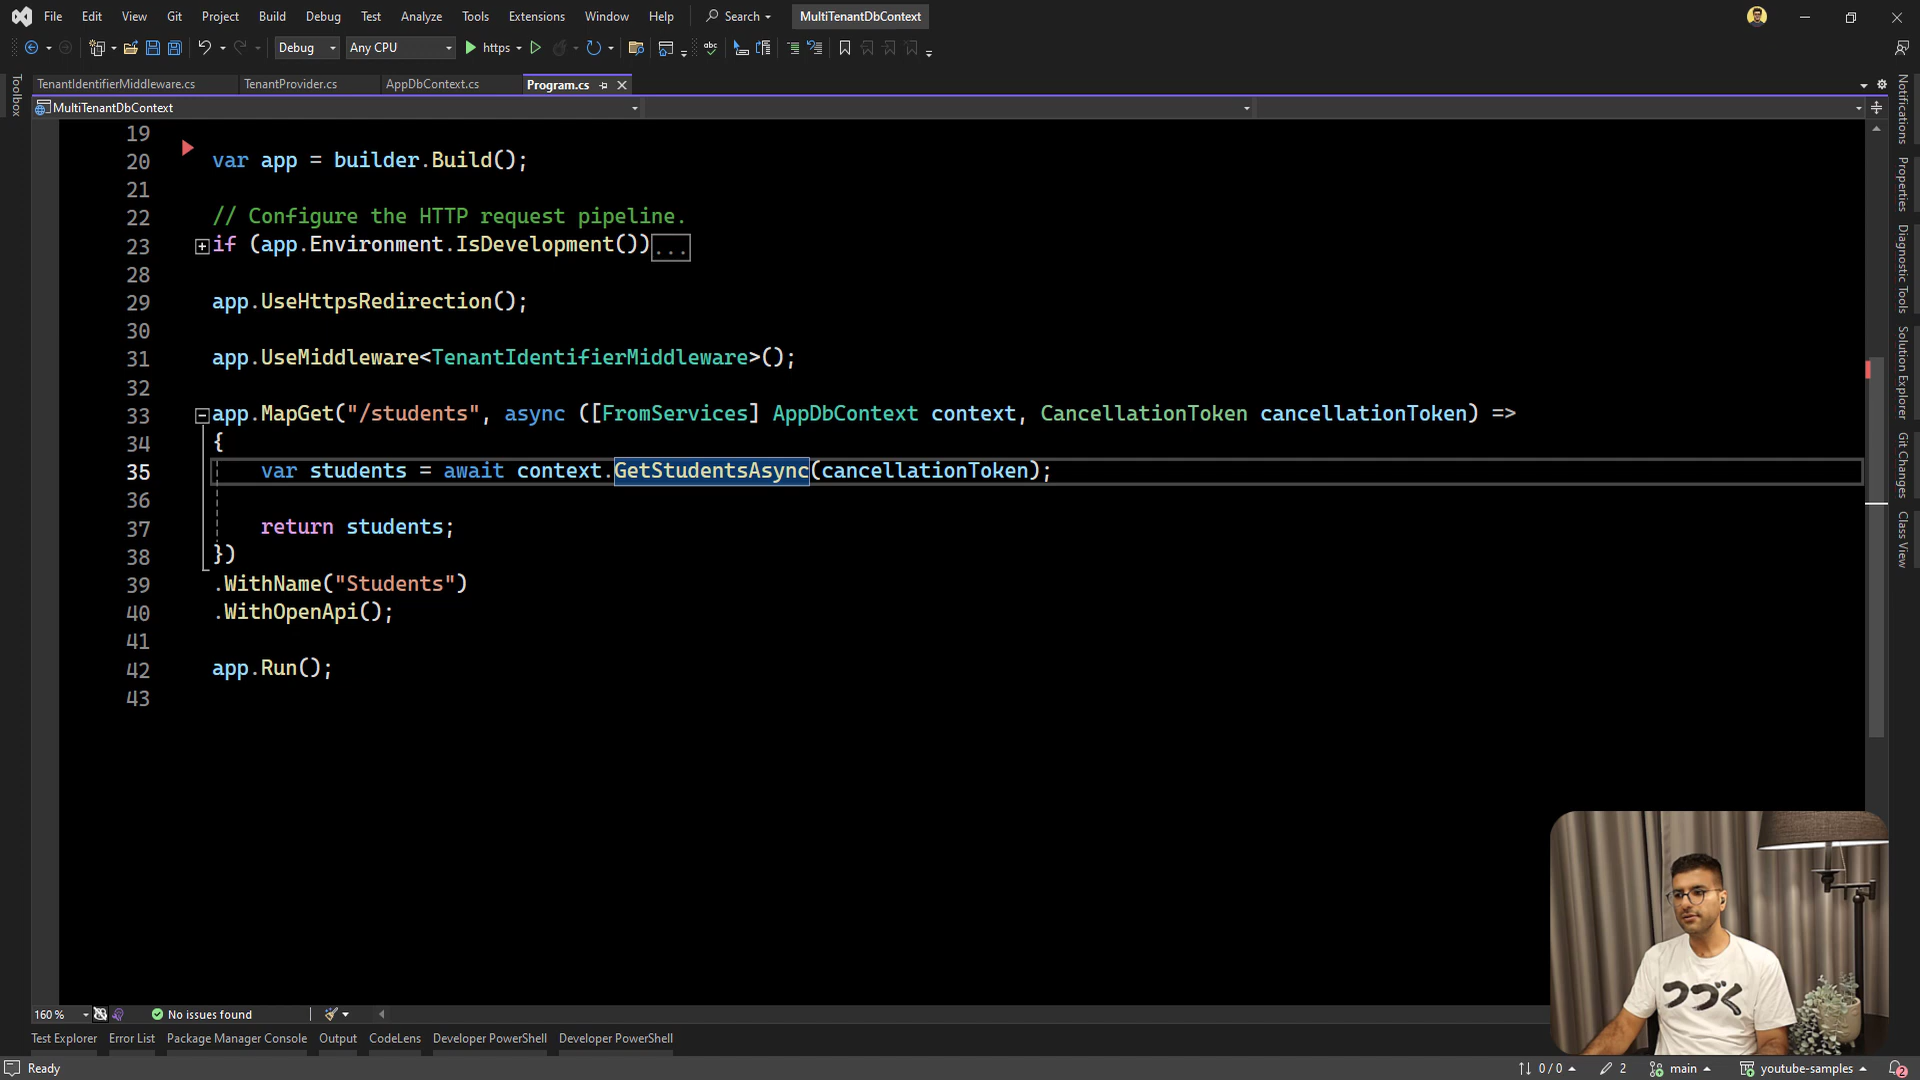 File Edit View Git Project Build Debug Test Analyze Tools Extensions Window Help Search MultiTenantDbContext
Debug Any CPU https
TenantIdentifierMiddleware.cs TenantProvider.cs AppDbContext.cs Program.cs
MultiTenantDbContext
19
20 var app = builder.Build();
21
22 // Configure the HTTP request pipeline.
23 if (app.Environment.IsDevelopment())...
28
29 app.UseHttpsRedirection();
30
31 app.UseMiddleware<TenantIdentifierMiddleware>();
32
33 app.MapGet("/students", async ([FromServices] AppDbContext context, CancellationToken cancellationToken) =>
34 {
35 var students = await context.GetStudentsAsync(cancellationToken);
36
37 return students;
38 })
39 .WithName("Students")
40 .WithOpenApi();
41
42 app.Run();
43
Toolbox
Notifications
Properties
Diagnostic Tools
Solution Explorer
Git Changes
Class View
つづく
160 % No issues found
Test Explorer Error List Package Manager Console Output CodeLens Developer PowerShell Developer PowerShell
Ready 0 / 0 2 main youtube-samples 2